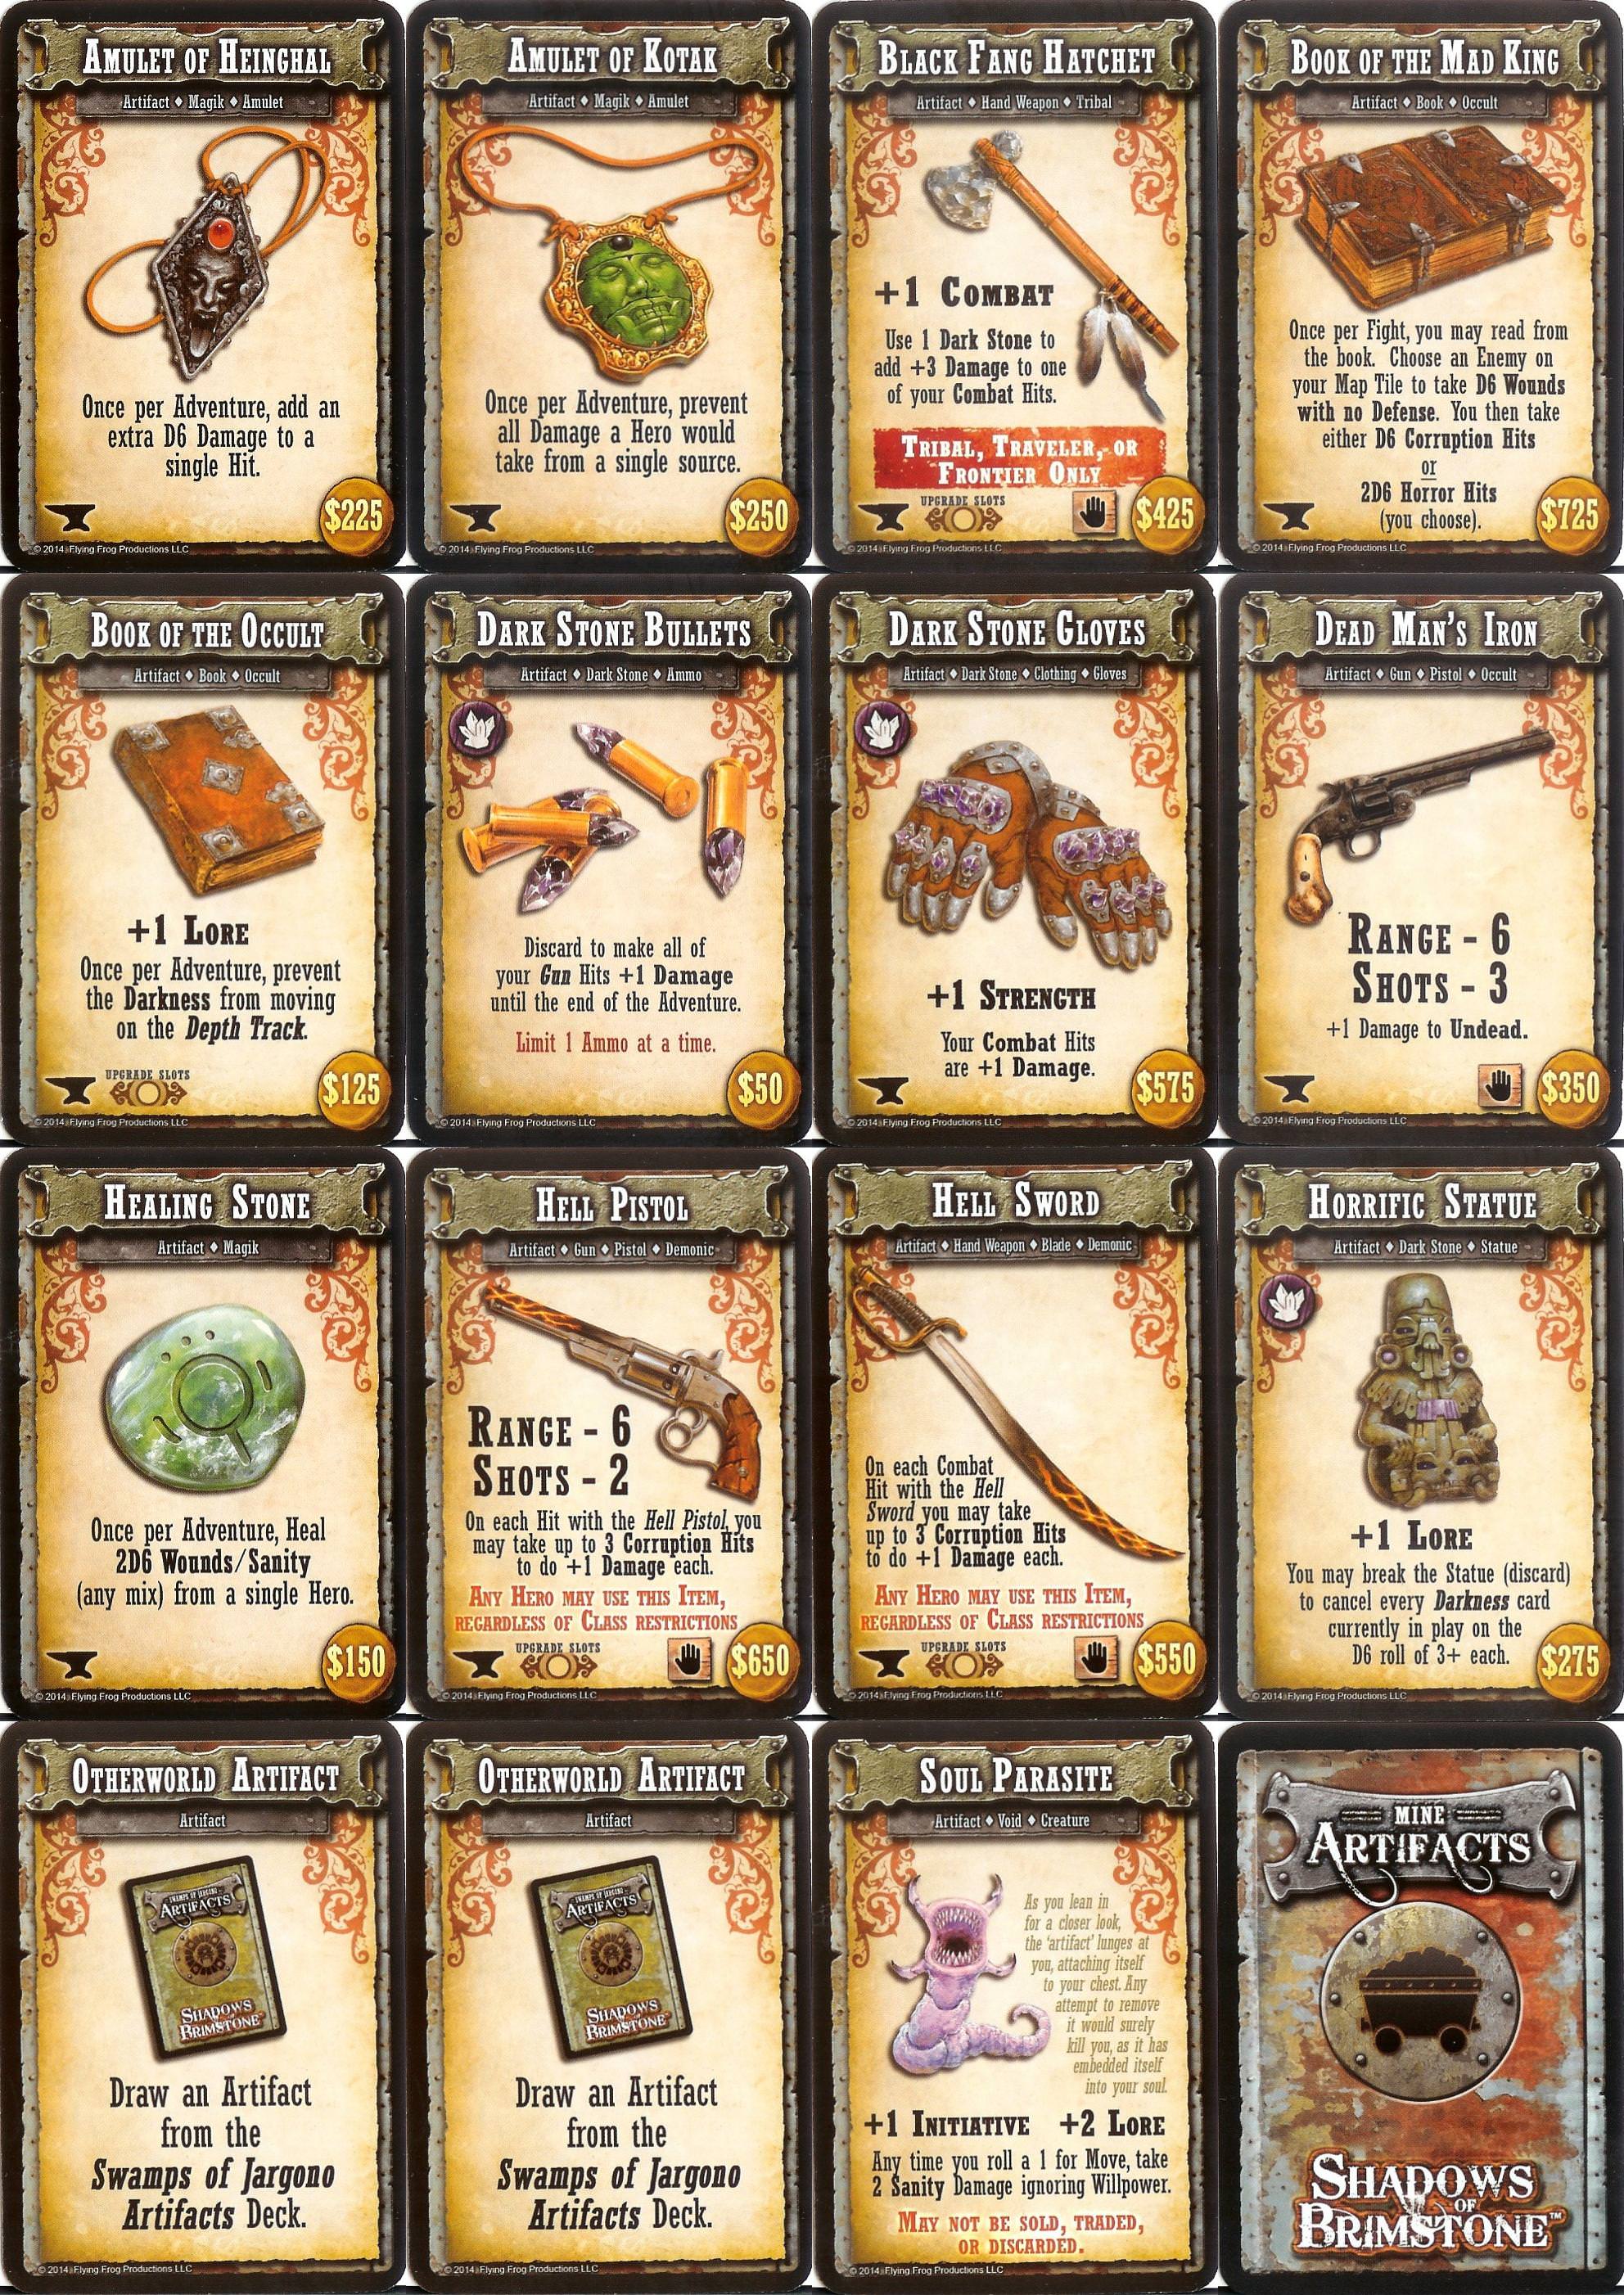 AMULET OF HEINGHAL
Artifact ♦ Magik ♦ Amulet
Once per Adventure, add an
extra D6 Damage to a
single Hit.
$225
© 2014 Flying Frog Productions LLC
AMULET OF KOTAK
Artifact ♦ Magik ♦ Amulet
Once per Adventure, prevent
all Damage a Hero would
take from a single source.
$250
© 2014 Flying Frog Productions LLC
BLACK FANG HATCHET
Artifact ♦ Hand Weapon ♦ Tribal
+1 COMBAT
Use 1 Dark Stone to
add +3 Damage to one
of your Combat Hits.
TRIBAL, TRAVELER, OR
FRONTIER ONLY
UPGRADE SLOTS
$425
© 2014 Flying Frog Productions LLC
BOOK OF THE MAD KING
Artifact ♦ Book ♦ Occult
Once per Fight, you may read from
the book. Choose an Enemy on
your Map Tile to take D6 Wounds
with no Defense. You then take
either D6 Corruption Hits
or
2D6 Horror Hits
(you choose).
$725
© 2014 Flying Frog Productions LLC
BOOK OF THE OCCULT
Artifact ♦ Book ♦ Occult
+1 LORE
Once per Adventure, prevent
the Darkness from moving
on the Depth Track.
UPGRADE SLOTS
$125
© 2014 Flying Frog Productions LLC
DARK STONE BULLETS
Artifact ♦ Dark Stone ♦ Ammo
Discard to make all of
your Gun Hits +1 Damage
until the end of the Adventure.
Limit 1 Ammo at a time.
$50
© 2014 Flying Frog Productions LLC
DARK STONE GLOVES
Artifact ♦ Dark Stone ♦ Clothing ♦ Gloves
+1 STRENGTH
Your Combat Hits
are +1 Damage.
$575
© 2014 Flying Frog Productions LLC
DEAD MAN'S IRON
Artifact ♦ Gun ♦ Pistol ♦ Occult
RANGE - 6
SHOTS - 3
+1 Damage to Undead.
$350
© 2014 Flying Frog Productions LLC
HEALING STONE
Artifact ♦ Magik
Once per Adventure, Heal
2D6 Wounds/Sanity
(any mix) from a single Hero.
$150
© 2014 Flying Frog Productions LLC
HELL PISTOL
Artifact ♦ Gun ♦ Pistol ♦ Demonic
RANGE - 6
SHOTS - 2
On each Hit with the Hell Pistol, you
may take up to 3 Corruption Hits
to do +1 Damage each.
ANY HERO MAY USE THIS ITEM,
REGARDLESS OF CLASS RESTRICTIONS
UPGRADE SLOTS
$650
© 2014 Flying Frog Productions LLC
HELL SWORD
Artifact ♦ Hand Weapon ♦ Blade ♦ Demonic
On each Combat
Hit with the Hell
Sword you may take
up to 3 Corruption Hits
to do +1 Damage each.
ANY HERO MAY USE THIS ITEM,
REGARDLESS OF CLASS RESTRICTIONS
UPGRADE SLOTS
$550
© 2014 Flying Frog Productions LLC
HORRIFIC STATUE
Artifact ♦ Dark Stone ♦ Statue
+1 LORE
You may break the Statue (discard)
to cancel every Darkness card
currently in play on the
D6 roll of 3+ each.
$275
© 2014 Flying Frog Productions LLC
OTHERWORLD ARTIFACT
Artifact
SWAMPS OF JARGONO
ARTIFACTS
SHADOWS
OF
BRIMSTONE
Draw an Artifact
from the
Swamps of Jargono
Artifacts Deck.
© 2014 Flying Frog Productions LLC
OTHERWORLD ARTIFACT
Artifact
SWAMPS OF JARGONO
ARTIFACTS
SHADOWS
OF
BRIMSTONE
Draw an Artifact
from the
Swamps of Jargono
Artifacts Deck.
© 2014 Flying Frog Productions LLC
SOUL PARASITE
Artifact ♦ Void ♦ Creature
As you lean in
for a closer look,
the 'artifact' lunges at
you, attaching itself
to your chest. Any
attempt to remove
it would surely
kill you, as it has
embedded itself
into your soul.
+1 INITIATIVE +2 LORE
Any time you roll a 1 for Move, take
2 Sanity Damage ignoring Willpower.
MAY NOT BE SOLD, TRADED,
OR DISCARDED.
© 2014 Flying Frog Productions LLC
MINE
ARTIFACTS
SHADOWS
OF
BRIMSTONE™